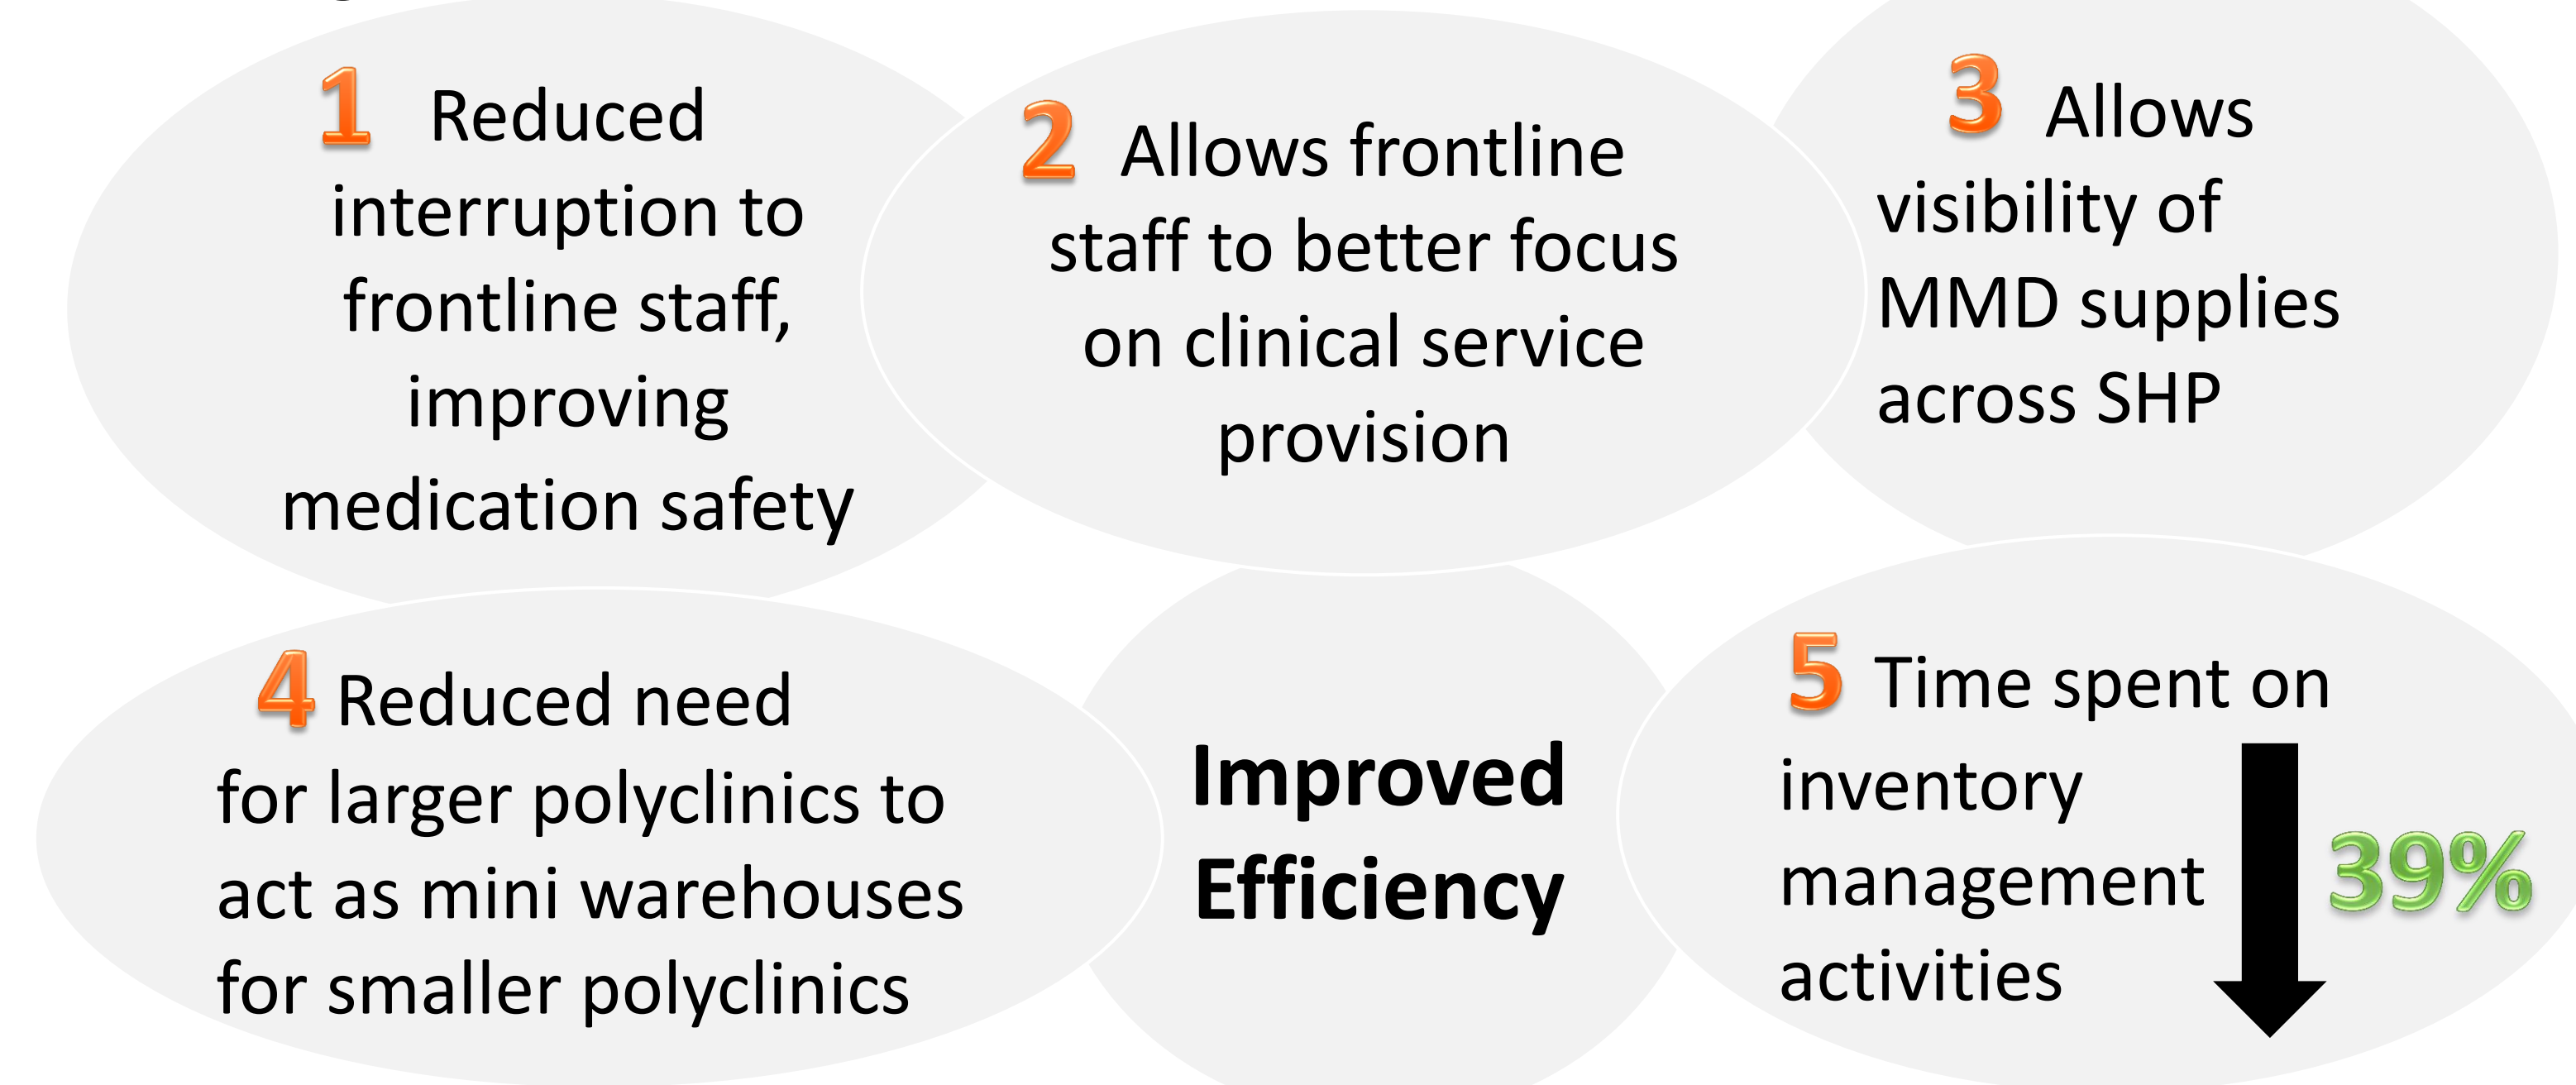 1 Reduced
interruption to
frontline staff,
improving
medication safety
2 Allows frontline
staff to better focus
on clinical service
provision
3 Allows
visibility of
MMD supplies
across SHP
4 Reduced need
for larger polyclinics to
act as mini warehouses
for smaller polyclinics
Improved
Efficiency
5 Time spent on
inventory
management
activities
39%